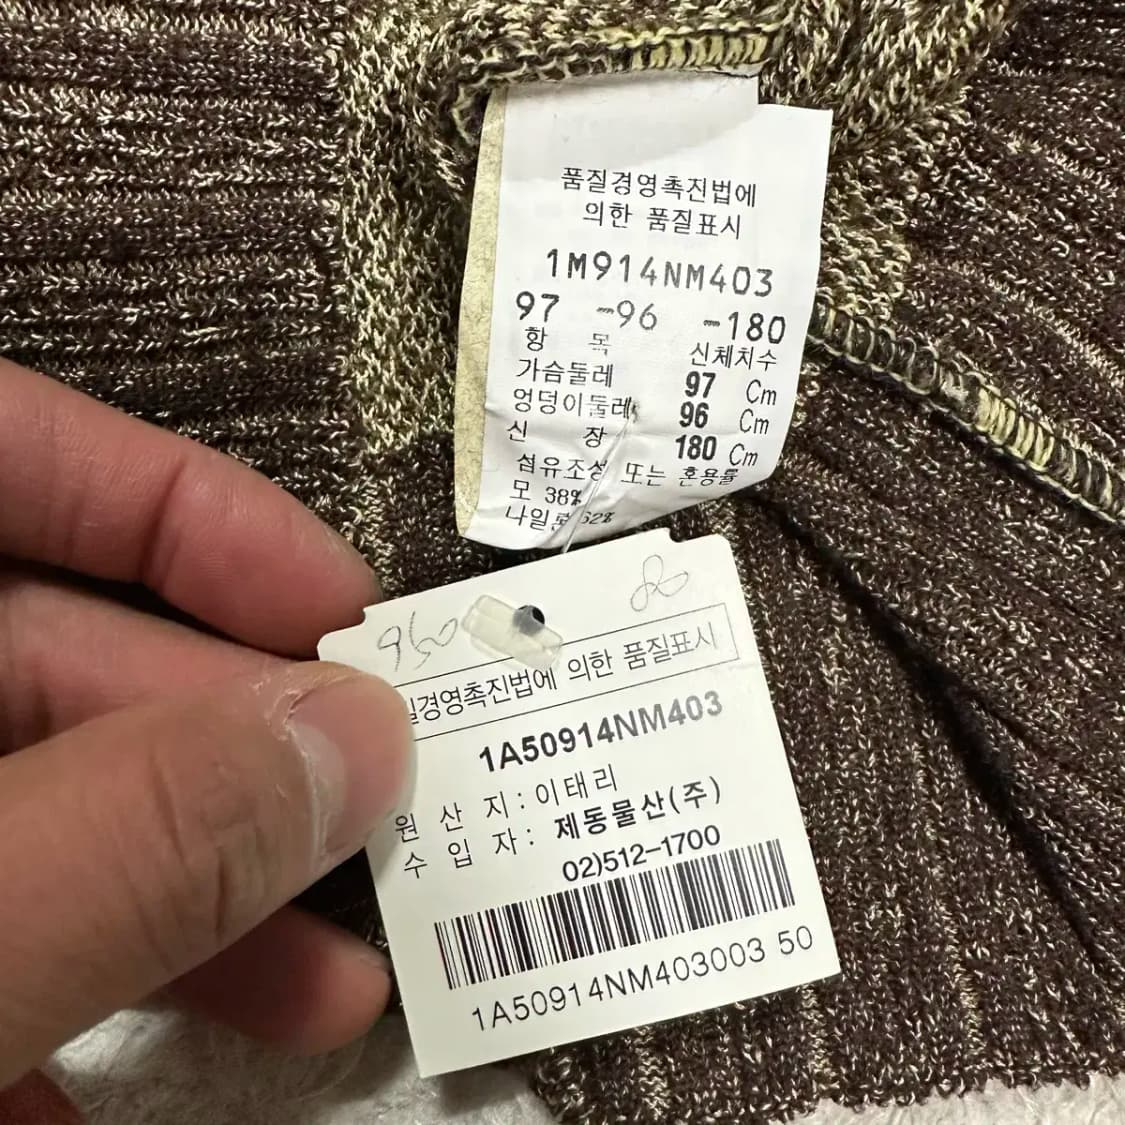 품질경영촉진법에
의한 품질표시
1M914NM403
97 -96 -180
항 목 신체치수
가슴둘레 97 Cm
엉덩이둘레 96 Cm
신 장 180 Cm
섬유조성 또는 혼용률
모 38%
나일론 62%
950
질경영촉진법에 의한 품질표시
1A50914NM403
원 산 지 : 이태리
수 입 자 : 제동물산(주)
02)512-1700
1A50914NM403003 50